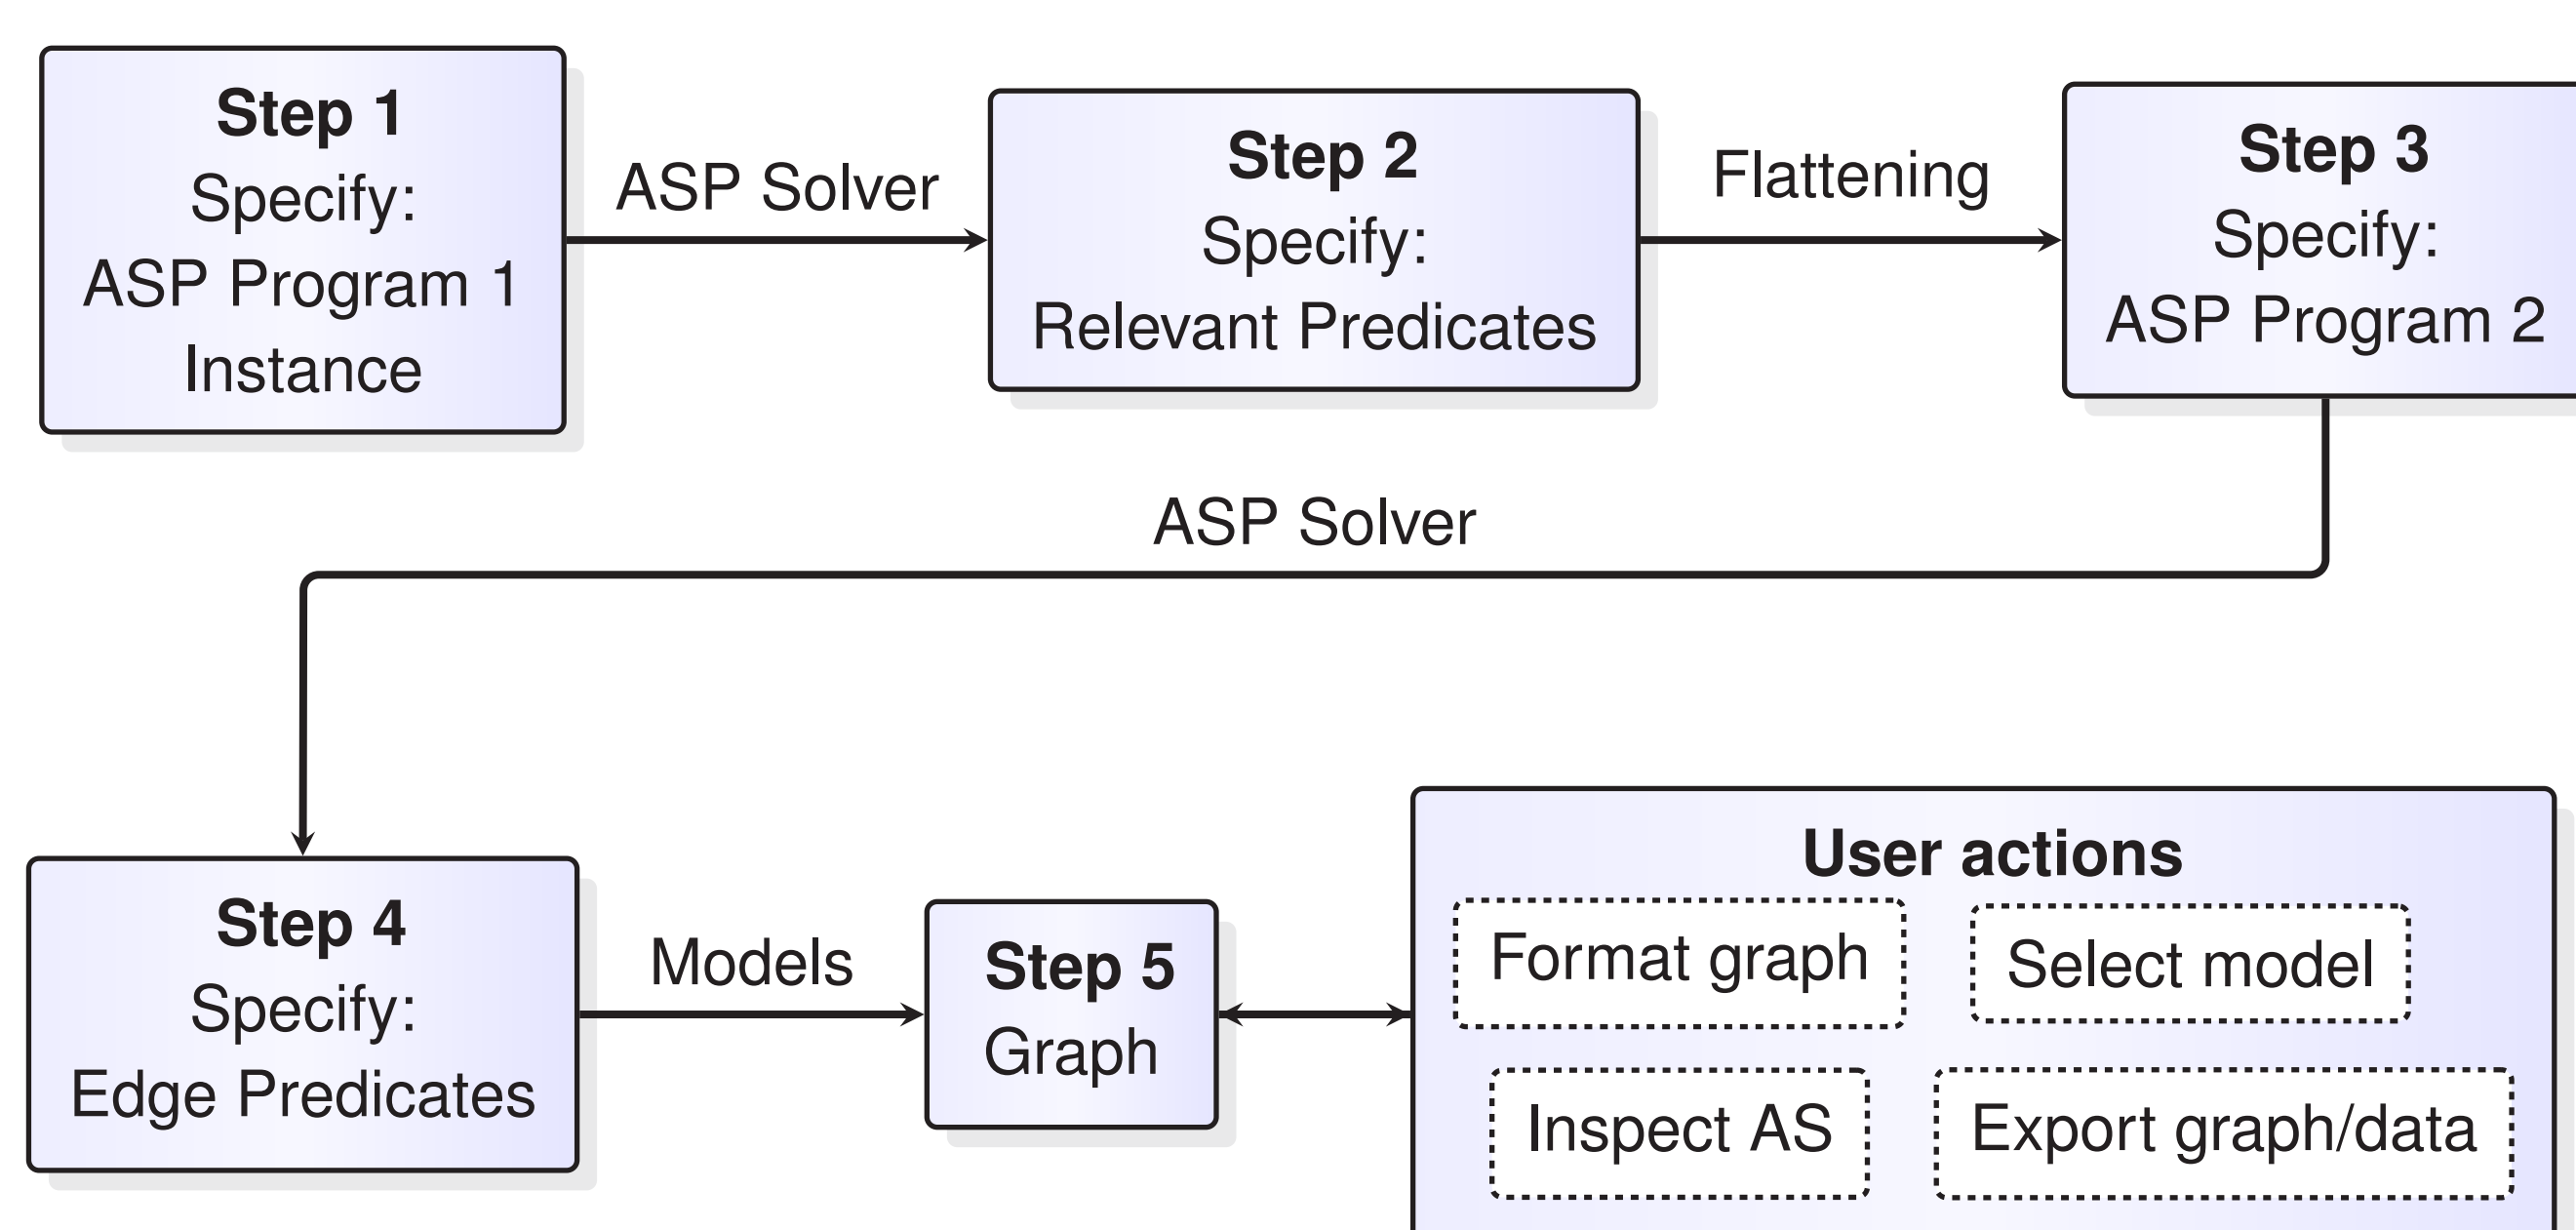 Step 1
Specify:
ASP Program 1
Instance
ASP Solver
Step 2
Specify:
Relevant Predicates
Flattening
Step 3
Specify:
ASP Program 2
ASP Solver
Step 4
Specify:
Edge Predicates
Models
Step 5
Graph
User actions
Format graph
Select model
Inspect AS
Export graph/data